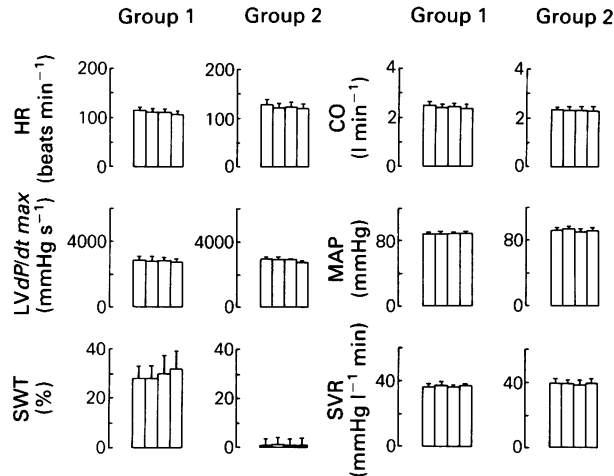 Group 1 Group 2 Group 1 Group 2
HR
(beats min⁻¹)
200
100
0
200
100
0
CO
(l min⁻¹)
4
2
0
4
2
0
LVdP/dt max
(mmHg s⁻¹)
4000
0
4000
0
MAP
(mmHg)
80
0
80
0
SWT
(%)
40
20
0
40
20
0
SVR
(mmHg l⁻¹ min)
40
0
40
0